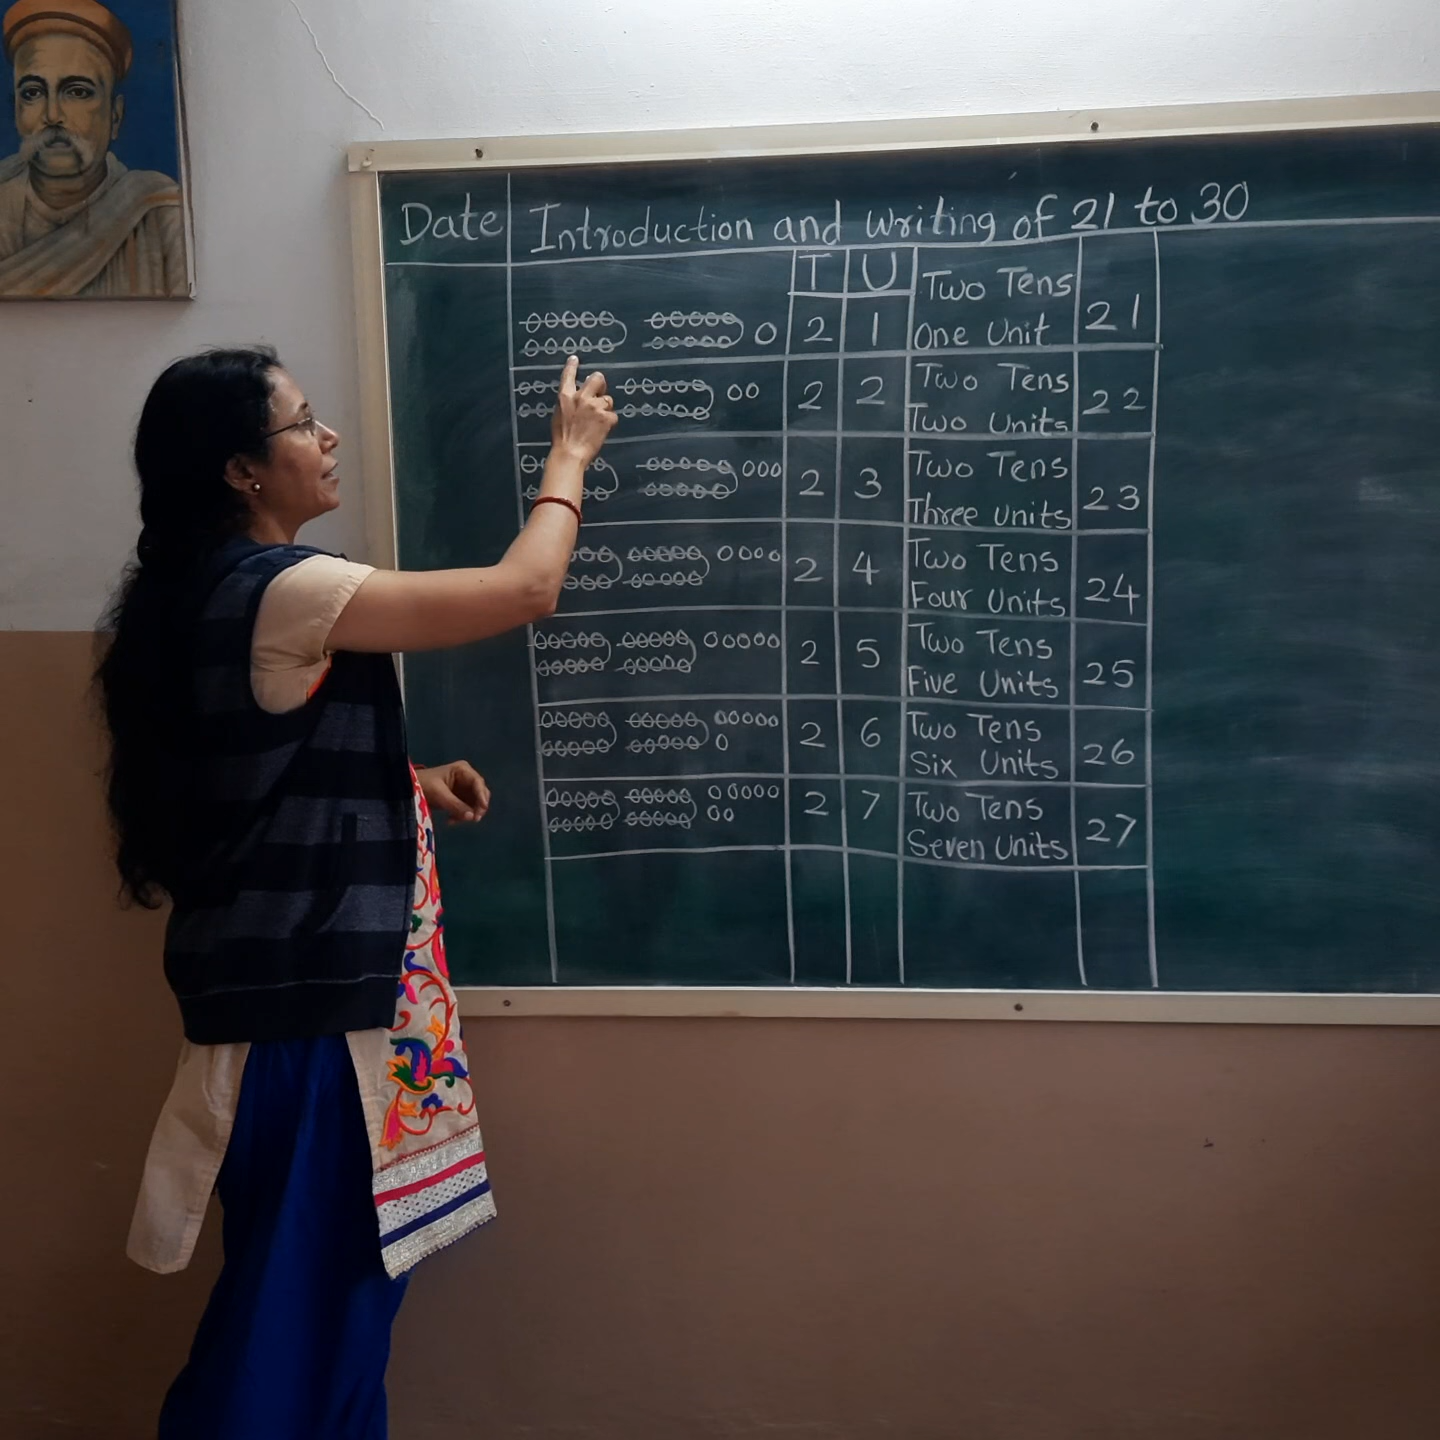 Date Introduction and writing of 21 to 30
T U
Two Tens
2 1 One Unit 21
Two Tens
2 2 Two Units 22
Two Tens
2 3 Three Units 23
Two Tens
2 4 Four Units 24
Two Tens
2 5 Five Units 25
Two Tens
2 6 Six Units 26
Two Tens
2 7 Seven Units 27